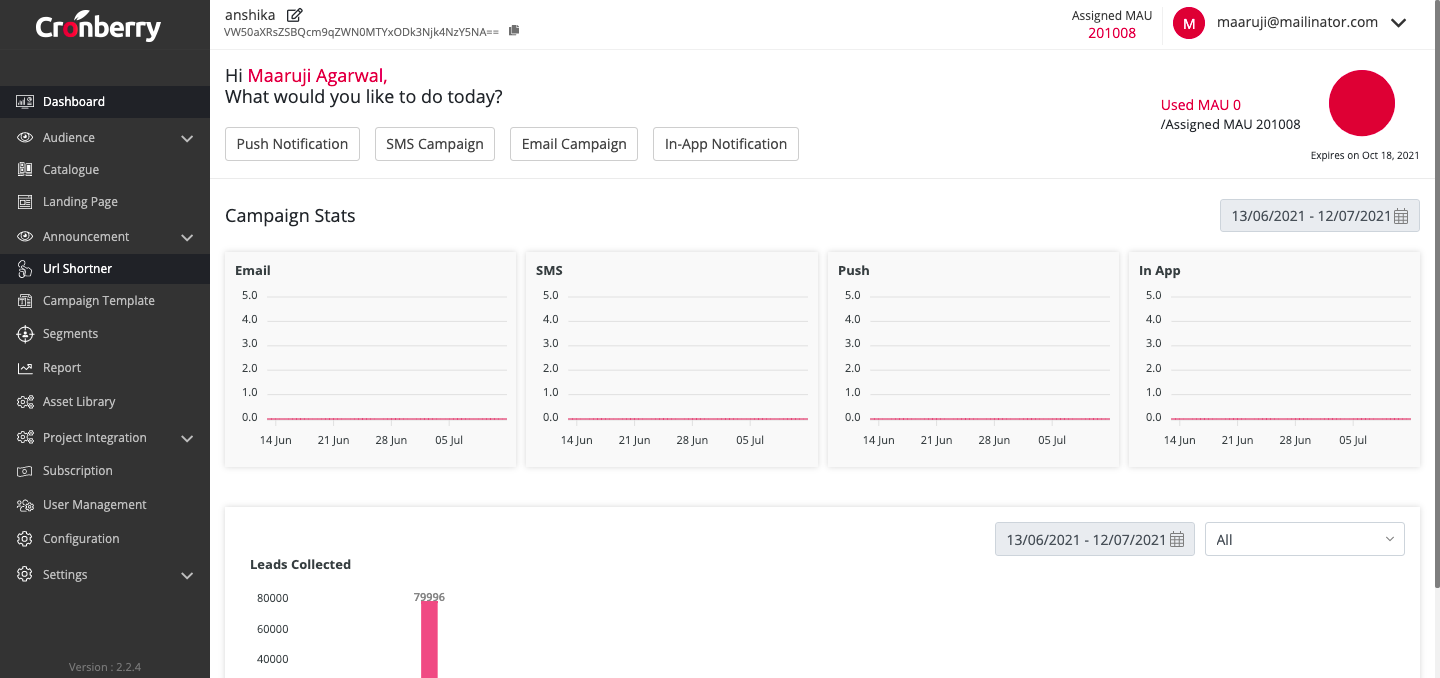 Cronberry
Dashboard
Audience
Catalogue
Landing Page
Announcement
Url Shortner
Campaign Template
Segments
Report
Asset Library
Project Integration
Subscription
User Management
Configuration
Settings
Version : 2.2.4
anshika
VW50aXRsZSBQcm9qZWN0MTYxODk3Njk4NzY5NA==
Assigned MAU
201008
M
maaruji@mailinator.com
Hi Maaruji Agarwal,
What would you like to do today?
Push Notification
SMS Campaign
Email Campaign
In-App Notification
Used MAU 0
/Assigned MAU 201008
Expires on Oct 18, 2021
Campaign Stats
13/06/2021 - 12/07/2021
Email
5.0
4.0
3.0
2.0
1.0
0.0
14 Jun 21 Jun 28 Jun 05 Jul
SMS
5.0
4.0
3.0
2.0
1.0
0.0
14 Jun 21 Jun 28 Jun 05 Jul
Push
5.0
4.0
3.0
2.0
1.0
0.0
14 Jun 21 Jun 28 Jun 05 Jul
In App
5.0
4.0
3.0
2.0
1.0
0.0
14 Jun 21 Jun 28 Jun 05 Jul
13/06/2021 - 12/07/2021
All
Leads Collected
80000
79996
60000
40000